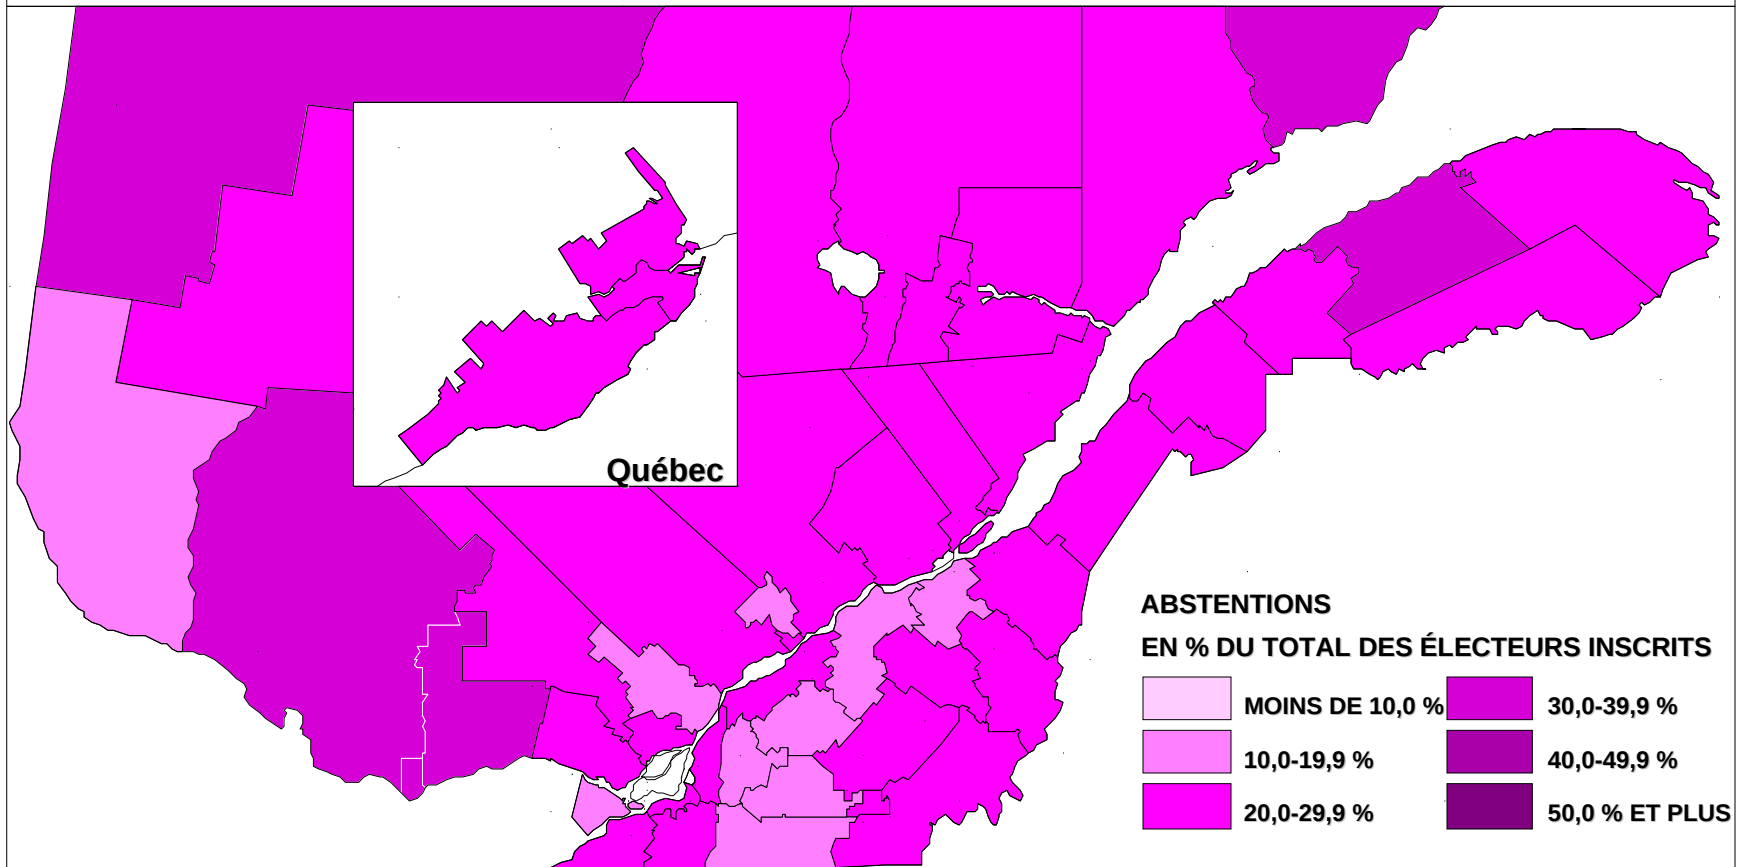 Québec
ABSTENTIONS
EN % DU TOTAL DES ÉLECTEURS INSCRITS
MOINS DE 10,0 %
30,0-39,9 %
10,0-19,9 %
40,0-49,9 %
20,0-29,9 %
50,0 % ET PLUS